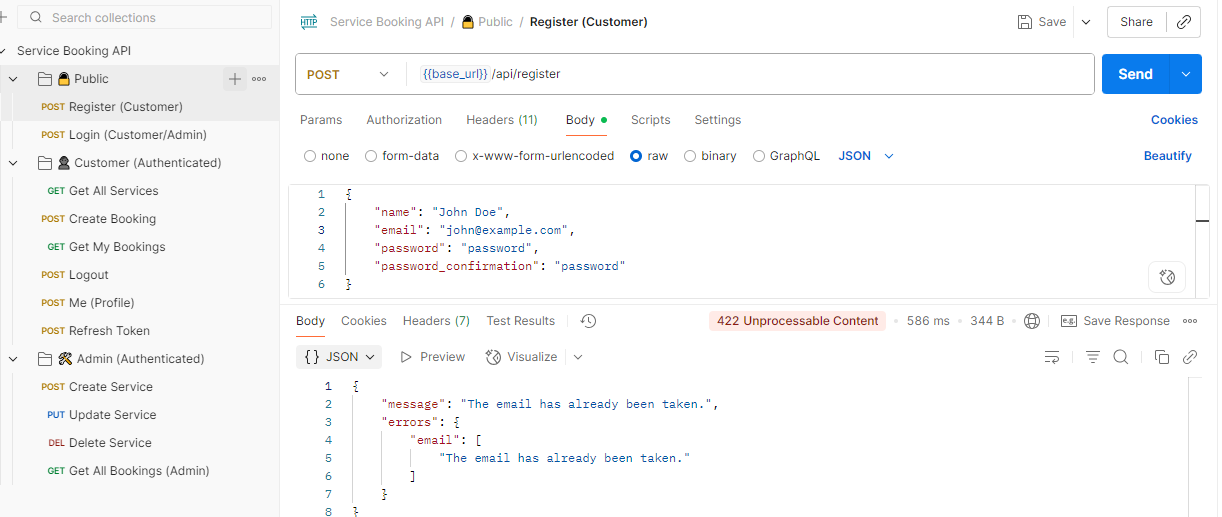 Search collections
Service Booking API
Public
POST Register (Customer)
POST Login (Customer/Admin)
Customer (Authenticated)
GET Get All Services
POST Create Booking
GET Get My Bookings
POST Logout
POST Me (Profile)
POST Refresh Token
Admin (Authenticated)
POST Create Service
PUT Update Service
DEL Delete Service
GET Get All Bookings (Admin)
HTTP Service Booking API / Public / Register (Customer) Save Share
POST {{base_url}} /api/register Send
Params Authorization Headers (11) Body Scripts Settings Cookies
none form-data x-www-form-urlencoded raw binary GraphQL JSON Beautify
1 {
2 "name": "John Doe",
3 "email": "john@example.com",
4 "password": "password",
5 "password_confirmation": "password"
6 }
Body Cookies Headers (7) Test Results 422 Unprocessable Content 586 ms 344 B e.g. Save Response
{} JSON Preview Visualize
1 {
2 "message": "The email has already been taken.",
3 "errors": {
4 "email": [
5 "The email has already been taken."
6 ]
7 }
8 }